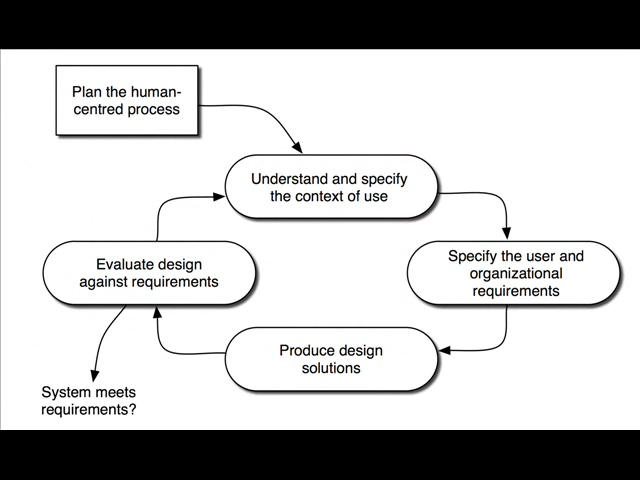 Plan the human-
centred process
Understand and specify
the context of use
Specify the user and
organizational
requirements
Produce design
solutions
Evaluate design
against requirements
System meets
requirements?